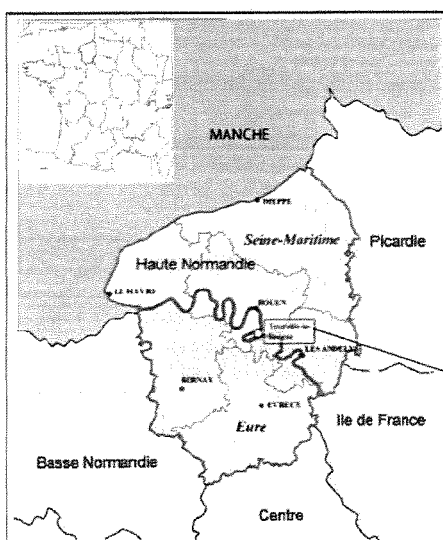 MANCHE
DIEPPE
Seine-Maritime
Picardie
Haute Normandie
LE HAVRE
ROUEN
LES ANDELYS
BERNAY
EVREUX
Eure
Ile de France
Basse Normandie
Centre